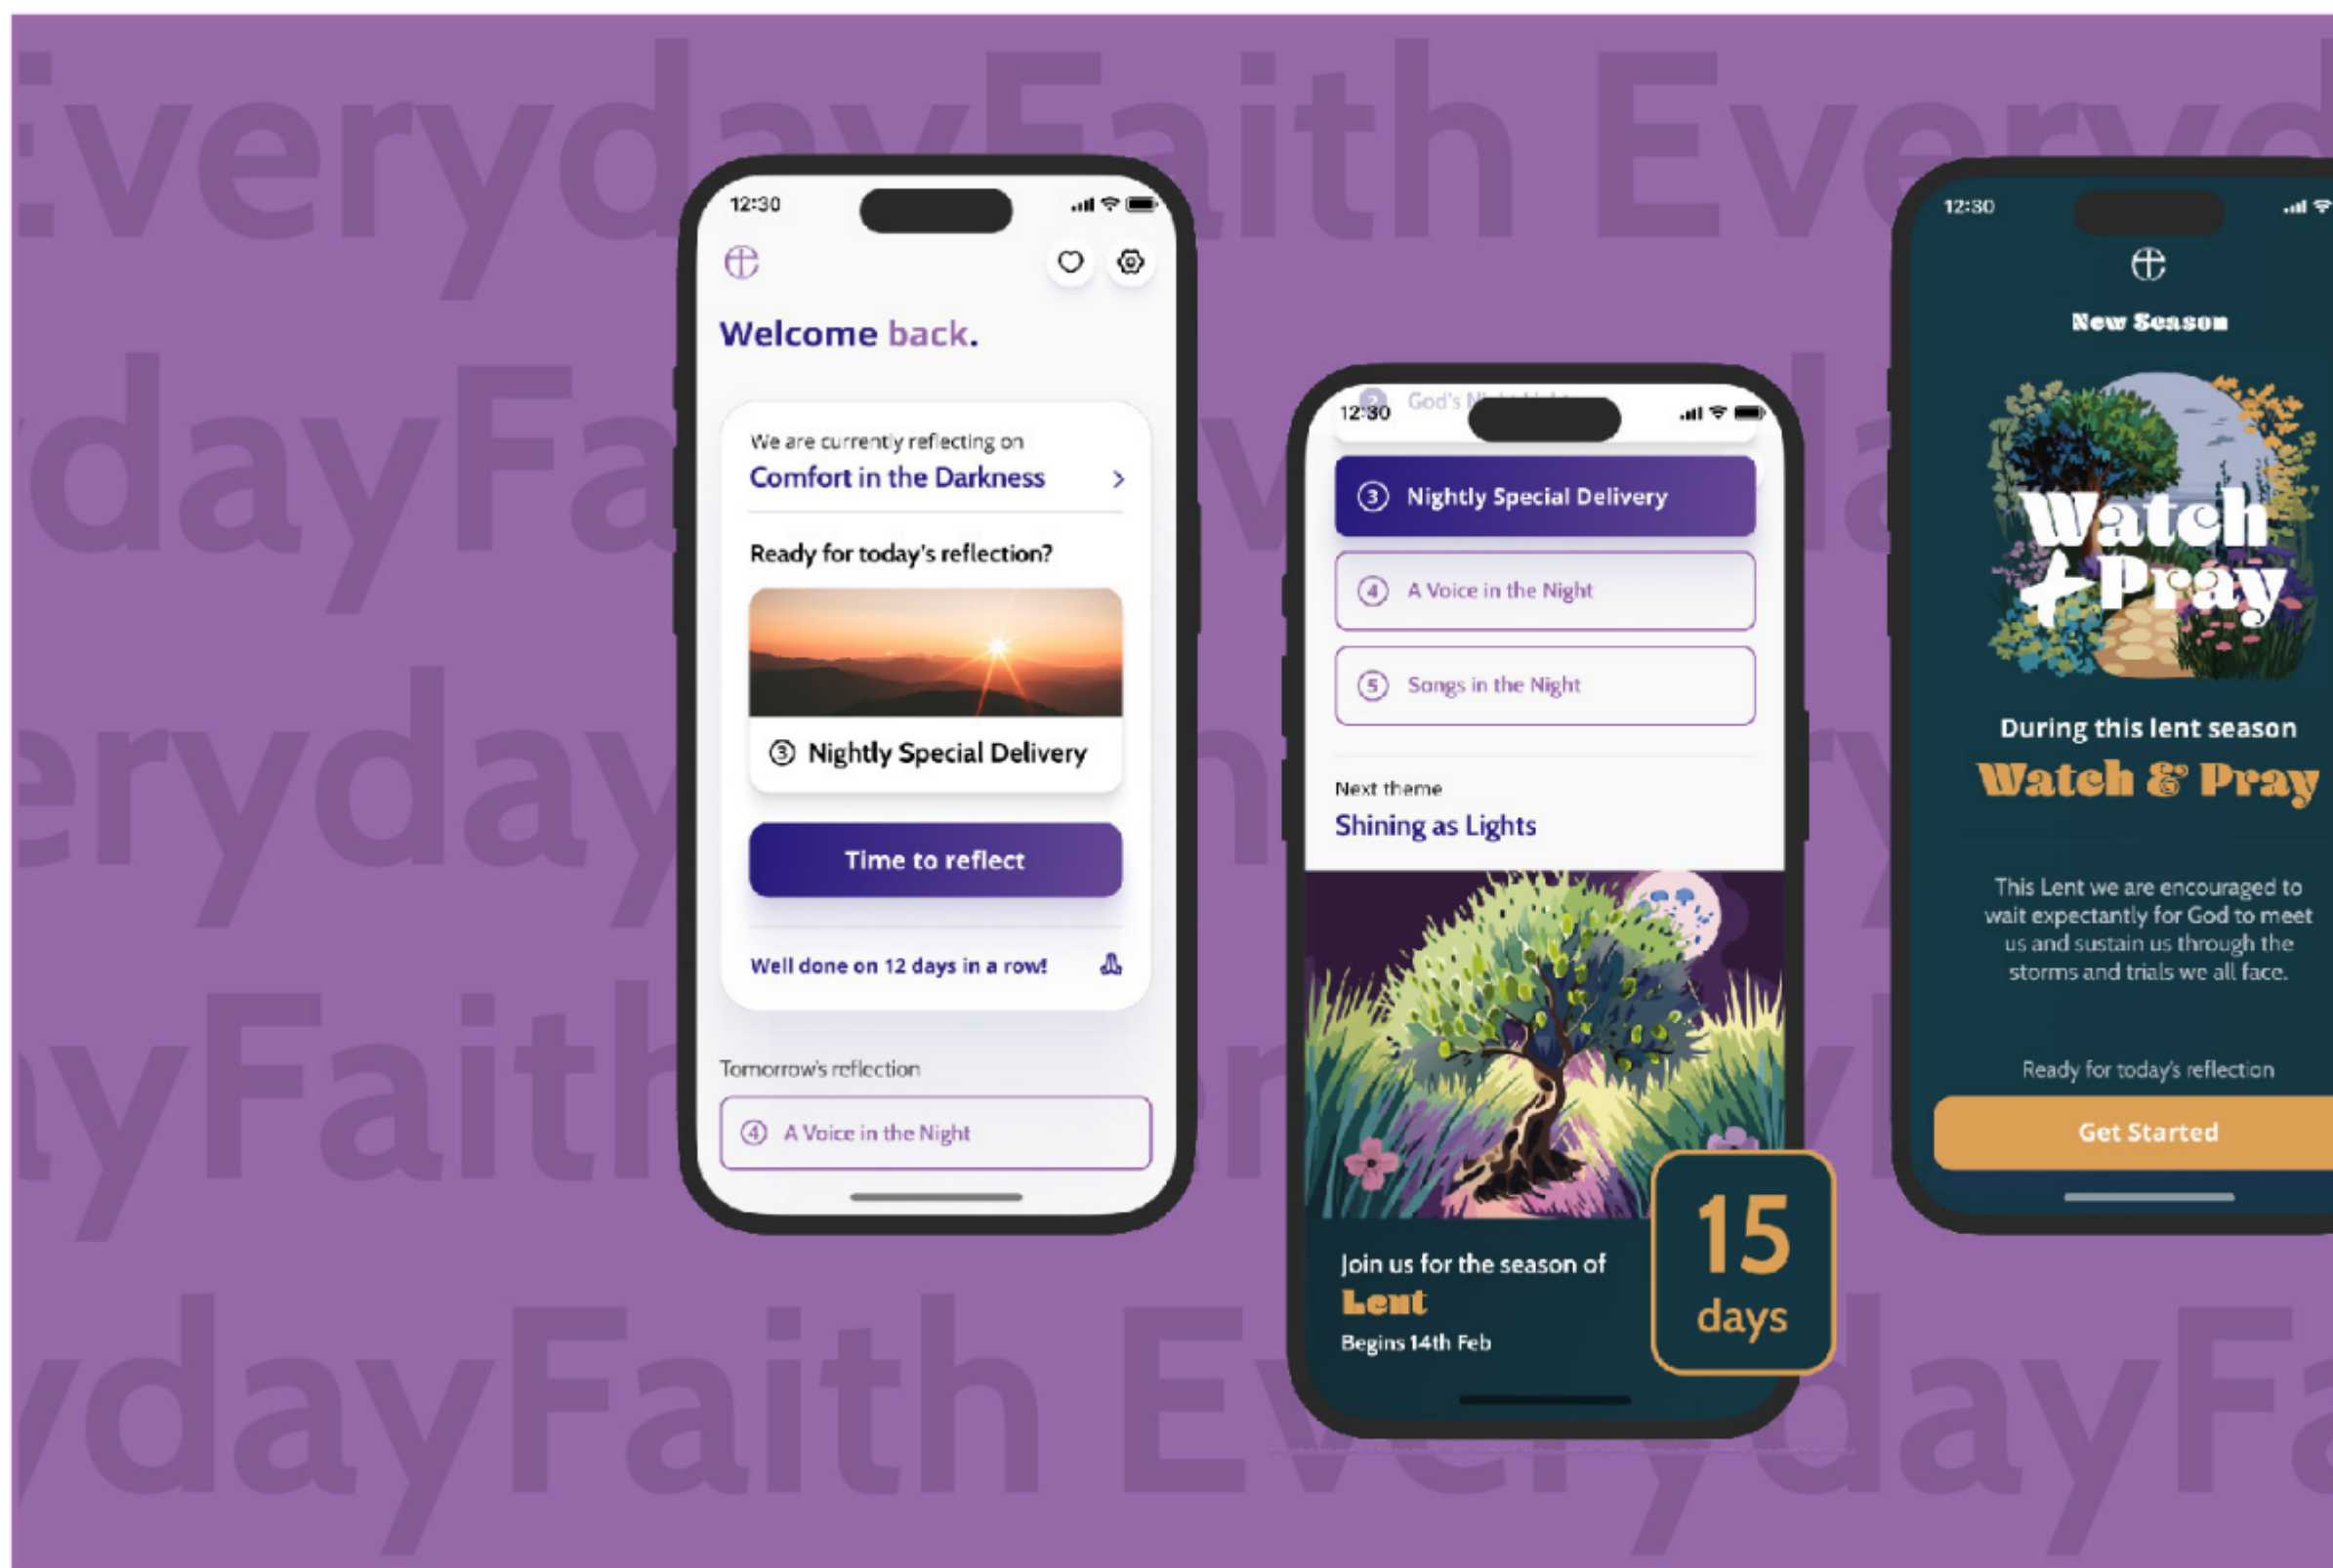 EverydayFaith Everyd
12:30
Welcome back.
We are currently reflecting on
Comfort in the Darkness
Ready for today's reflection?
3 Nightly Special Delivery
Time to reflect
Well done on 12 days in a row!
Tomorrow's reflection
4 A Voice in the Night
12:30
2 God's
3 Nightly Special Delivery
4 A Voice in the Night
5 Songs in the Night
Next theme
Shining as Lights
Join us for the season of
Lent
Begins 14th Feb
15
days
12:30
New Season
Watch
+Pray
During this lent season
Watch & Pray
This Lent we are encouraged to
wait expectantly for God to meet
us and sustain us through the
storms and trials we all face.
Ready for today's reflection
Get Started
ydayFaith EverydayFa